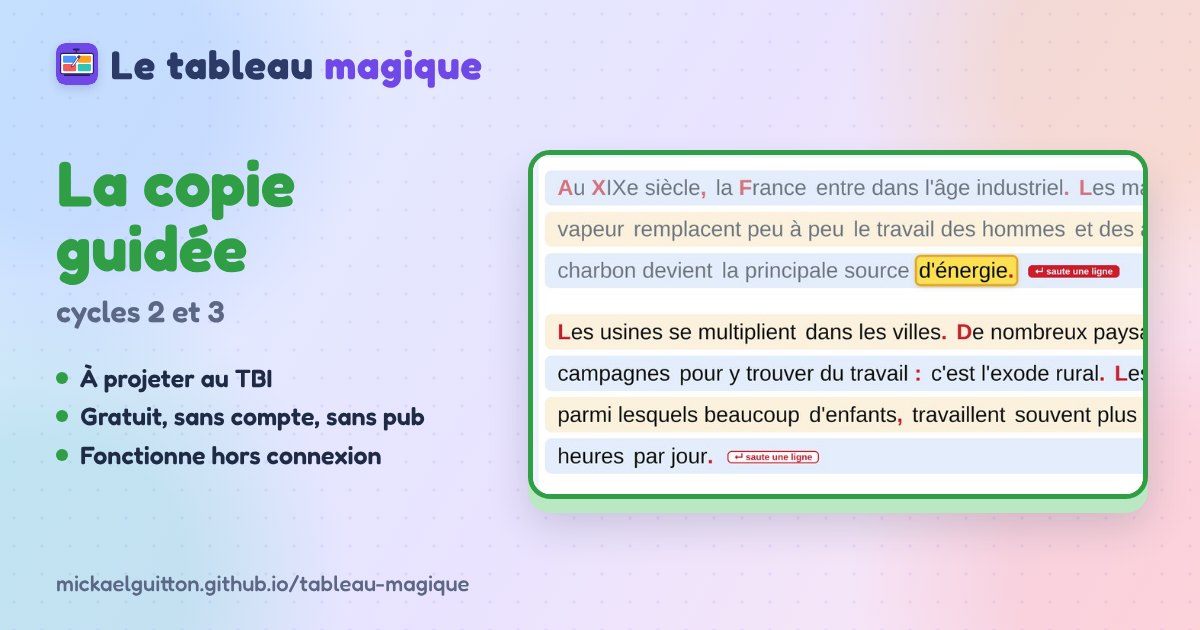 Le tableau magique
La copie
guidée
cycles 2 et 3
À projeter au TBI
Gratuit, sans compte, sans pub
Fonctionne hors connexion
mickaelguitton.github.io/tableau-magique
Au XIXe siècle, la France entre dans l'âge industriel. Les ma
vapeur remplacent peu à peu le travail des hommes et des
charbon devient la principale source d'énergie. ↵ saute une ligne
Les usines se multiplient dans les villes. De nombreux paysa
campagnes pour y trouver du travail : c'est l'exode rural. Les
parmi lesquels beaucoup d'enfants, travaillent souvent plus
heures par jour. ↵ saute une ligne